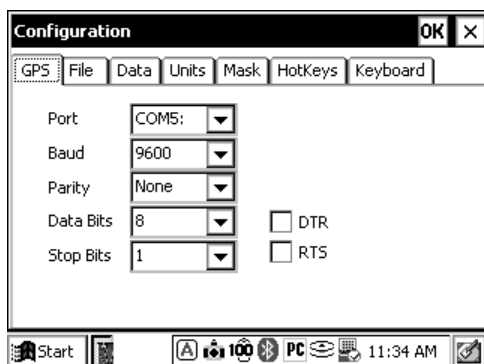 Configuration OK
GPS File Data Units Mask HotKeys Keyboard
Port COM5:
Baud 9600
Parity None
Data Bits 8 DTR
Stop Bits 1 RTS
Start A 100 PC 11:34 AM